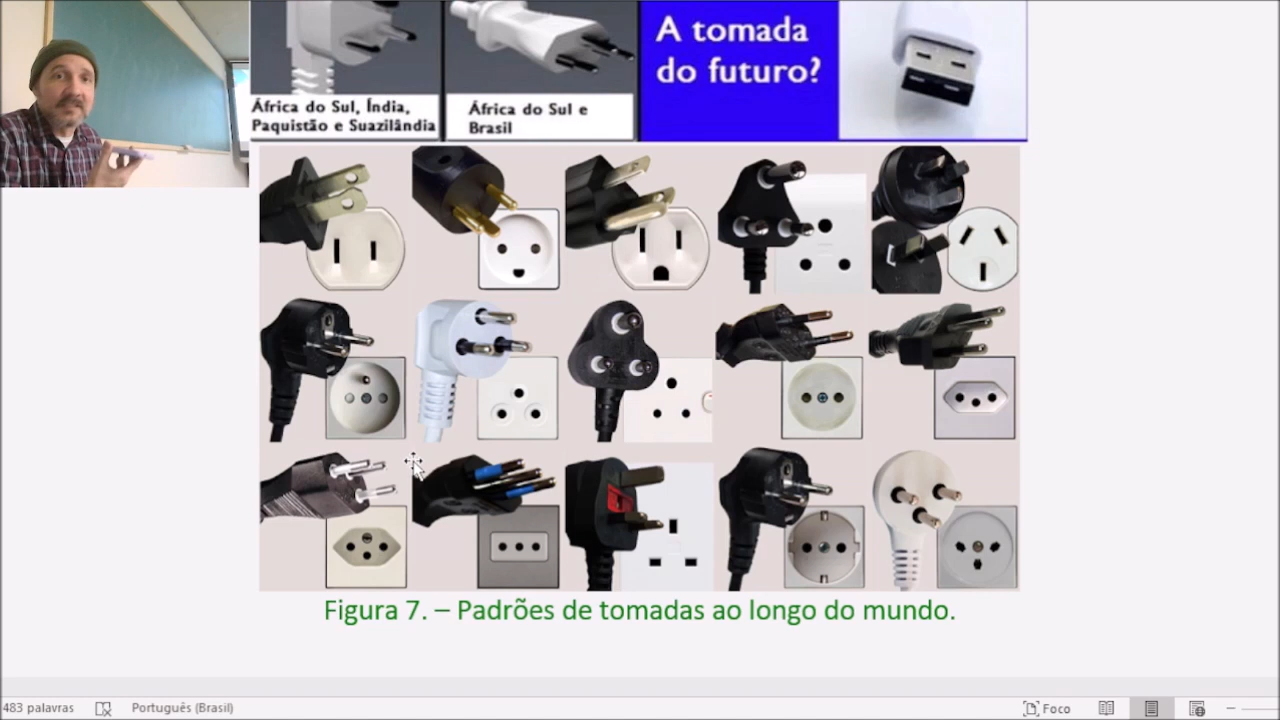 África do Sul, Índia,
Paquistão e Suazilândia
África do Sul e
Brasil
A tomada
do futuro?
Figura 7. – Padrões de tomadas ao longo do mundo.
483 palavras
Português (Brasil)
Foco